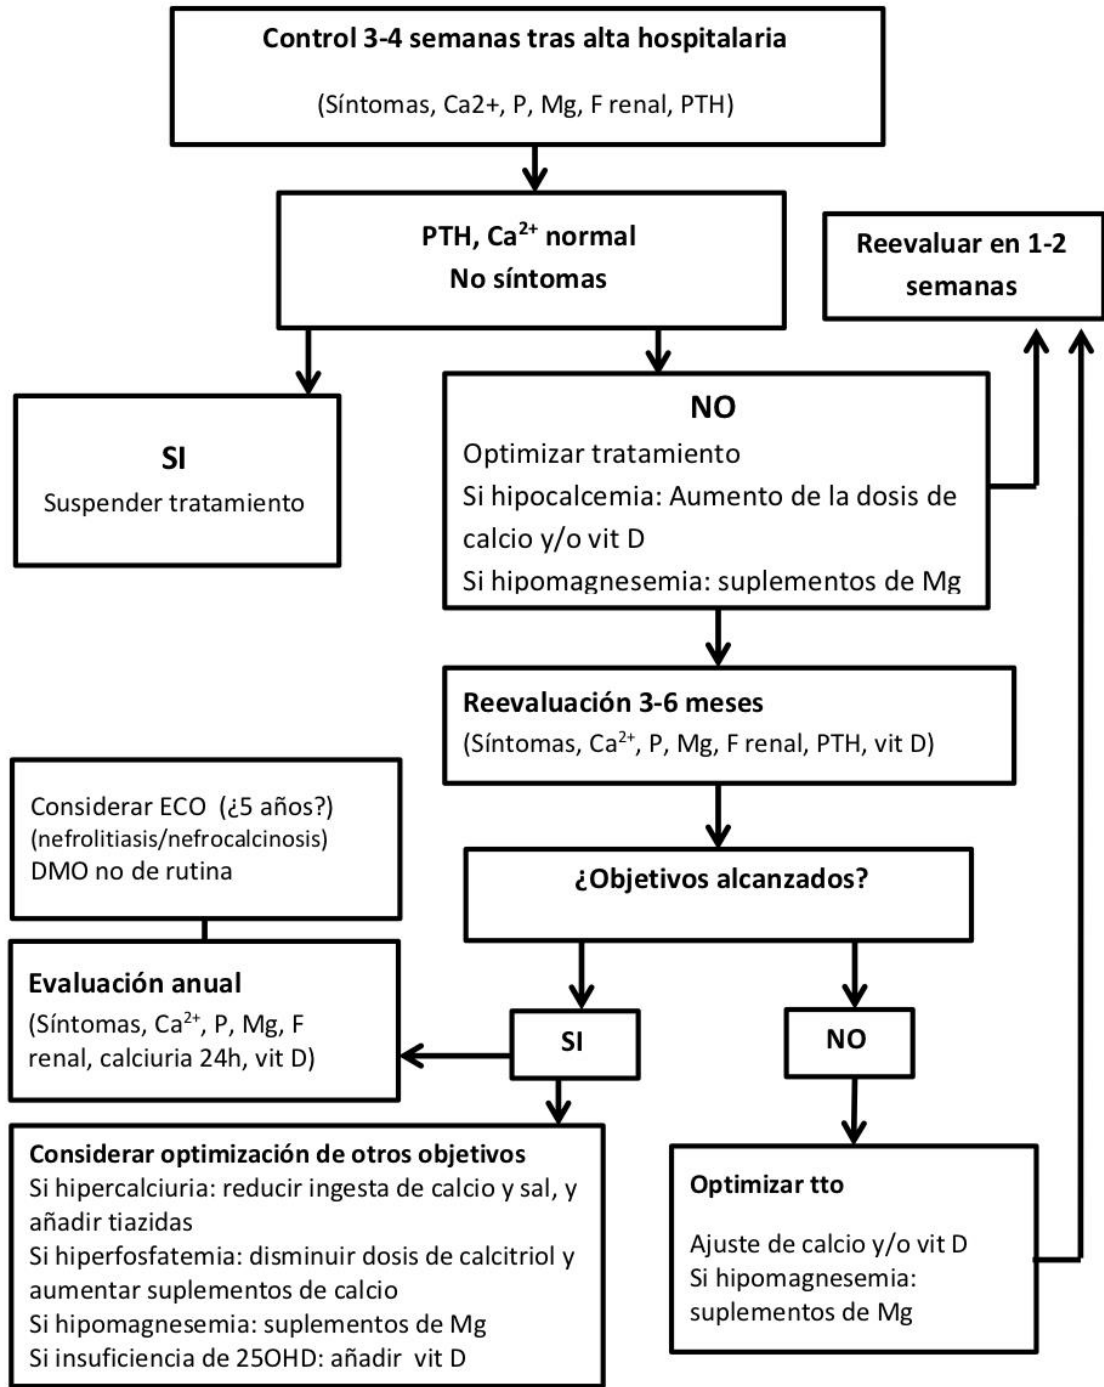 Control 3-4 semanas tras alta hospitalaria
(Síntomas, Ca2+, P, Mg, F renal, PTH)
PTH, Ca²⁺ normal
No síntomas
Reevaluar en 1-2
semanas
SI
Suspender tratamiento
NO
Optimizar tratamiento
Si hipocalcemia: Aumento de la dosis de
calcio y/o vit D
Si hipomagnesemia: suplementos de Mg
Reevaluación 3-6 meses
(Síntomas, Ca²⁺, P, Mg, F renal, PTH, vit D)
Considerar ECO (¿5 años?)
(nefrolitiasis/nefrocalcinosis)
DMO no de rutina
¿Objetivos alcanzados?
Evaluación anual
(Síntomas, Ca²⁺, P, Mg, F
renal, calciuria 24h, vit D)
SI
NO
Considerar optimización de otros objetivos
Si hipercalciuria: reducir ingesta de calcio y sal, y
añadir tiazidas
Si hiperfosfatemia: disminuir dosis de calcitriol y
aumentar suplementos de calcio
Si hipomagnesemia: suplementos de Mg
Si insuficiencia de 25OHD: añadir vit D
Optimizar tto
Ajuste de calcio y/o vit D
Si hipomagnesemia:
suplementos de Mg